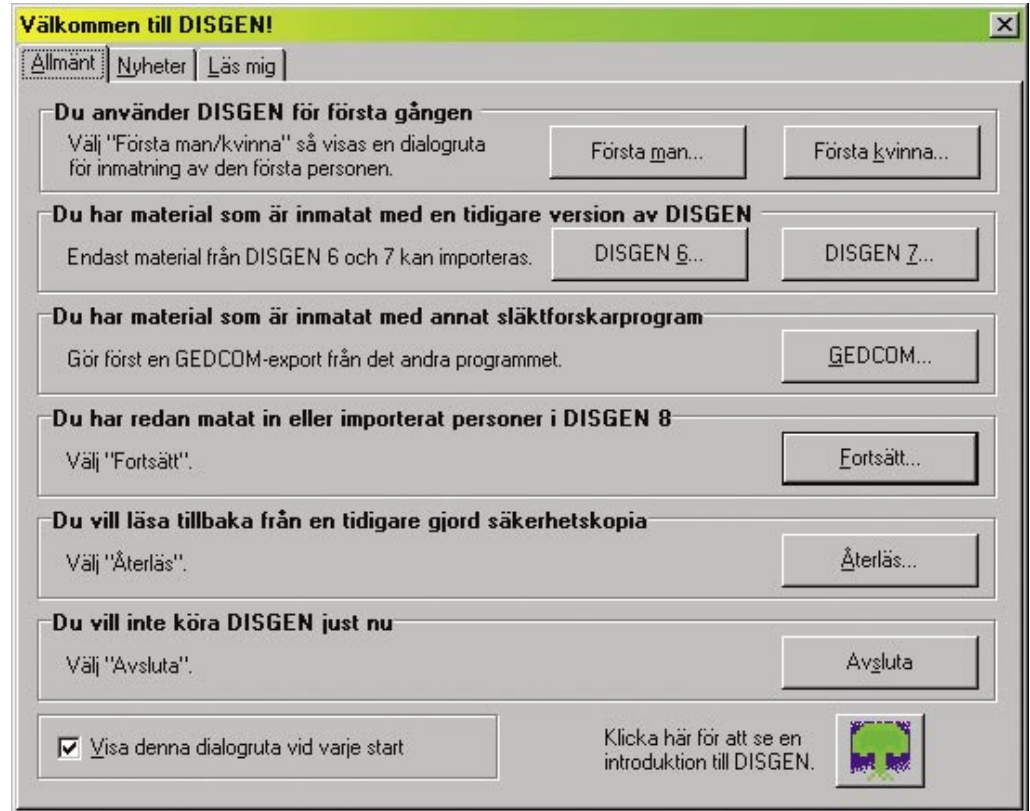 Välkommen till DISGEN!
Allmänt Nyheter Läs mig
Du använder DISGEN för första gången
Välj "Första man/kvinna" så visas en dialogruta
för inmatning av den första personen.
Första man... Första kvinna...
Du har material som är inmatat med en tidigare version av DISGEN
Endast material från DISGEN 6 och 7 kan importeras.
DISGEN 6... DISGEN 7...
Du har material som är inmatat med annat släktforskarprogram
Gör först en GEDCOM-export från det andra programmet.
GEDCOM...
Du har redan matat in eller importerat personer i DISGEN 8
Välj "Fortsätt".
Fortsätt...
Du vill läsa tillbaka från en tidigare gjord säkerhetskopia
Välj "Återläs".
Återläs...
Du vill inte köra DISGEN just nu
Välj "Avsluta".
Avsluta
Visa denna dialogruta vid varje start
Klicka här för att se en
introduktion till DISGEN.